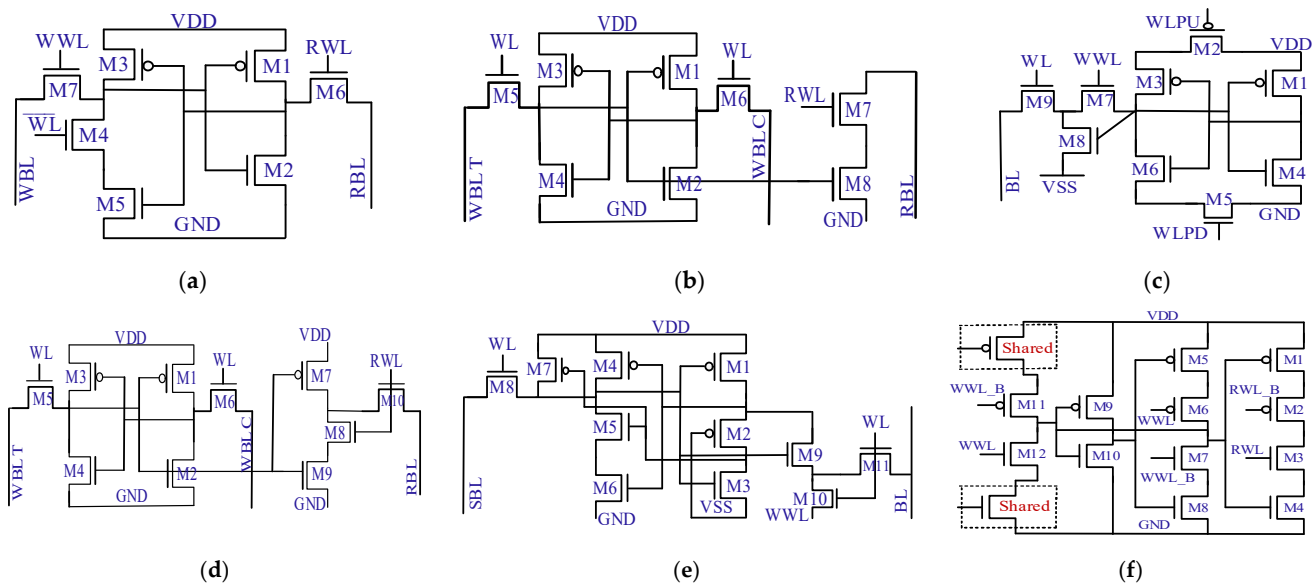 VDD
WWL
RWL
M3
M1
M7
M6
WL
M4
M2
M5
WBL
RBL
GND
(a)
VDD
WL
WL
M3
M1
M5
M6
RWL
M7
M4
M2
M8
WBLT
WBLC
RBL
GND
GND
(b)
WLPU
M2
VDD
WL
WWL
M3
M1
M9
M7
M8
M6
M4
BL
VSS
M5
GND
WLPD
(c)
VDD
VDD
WL
WL
RWL
M3
M1
M7
M5
M6
M10
M8
M4
M2
M9
WBLT
WBLC
RBL
GND
GND
(d)
VDD
WL
M7
M4
M1
M8
WL
M5
M2
M9
M11
M6
M3
M10
SBL
GND
VSS
WWL
BL
(e)
VDD
Shared
M5
M1
WWL_B
M11
M9
M6
RWL_B
M2
WWL
WWL
M12
M10
M7
RWL
M3
WWL_B
Shared
M8
M4
GND
(f)